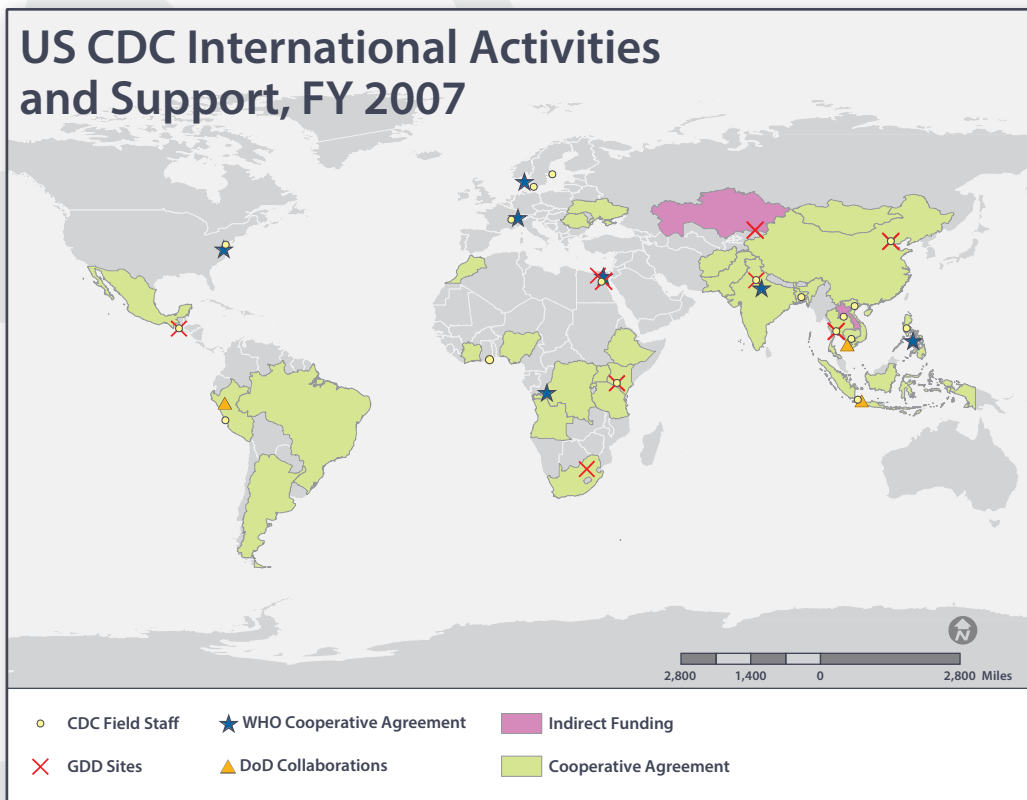 US CDC International Activities
and Support, FY 2007
N
2,800 1,400 0 2,800 Miles
CDC Field Staff
WHO Cooperative Agreement
Indirect Funding
GDD Sites
DoD Collaborations
Cooperative Agreement